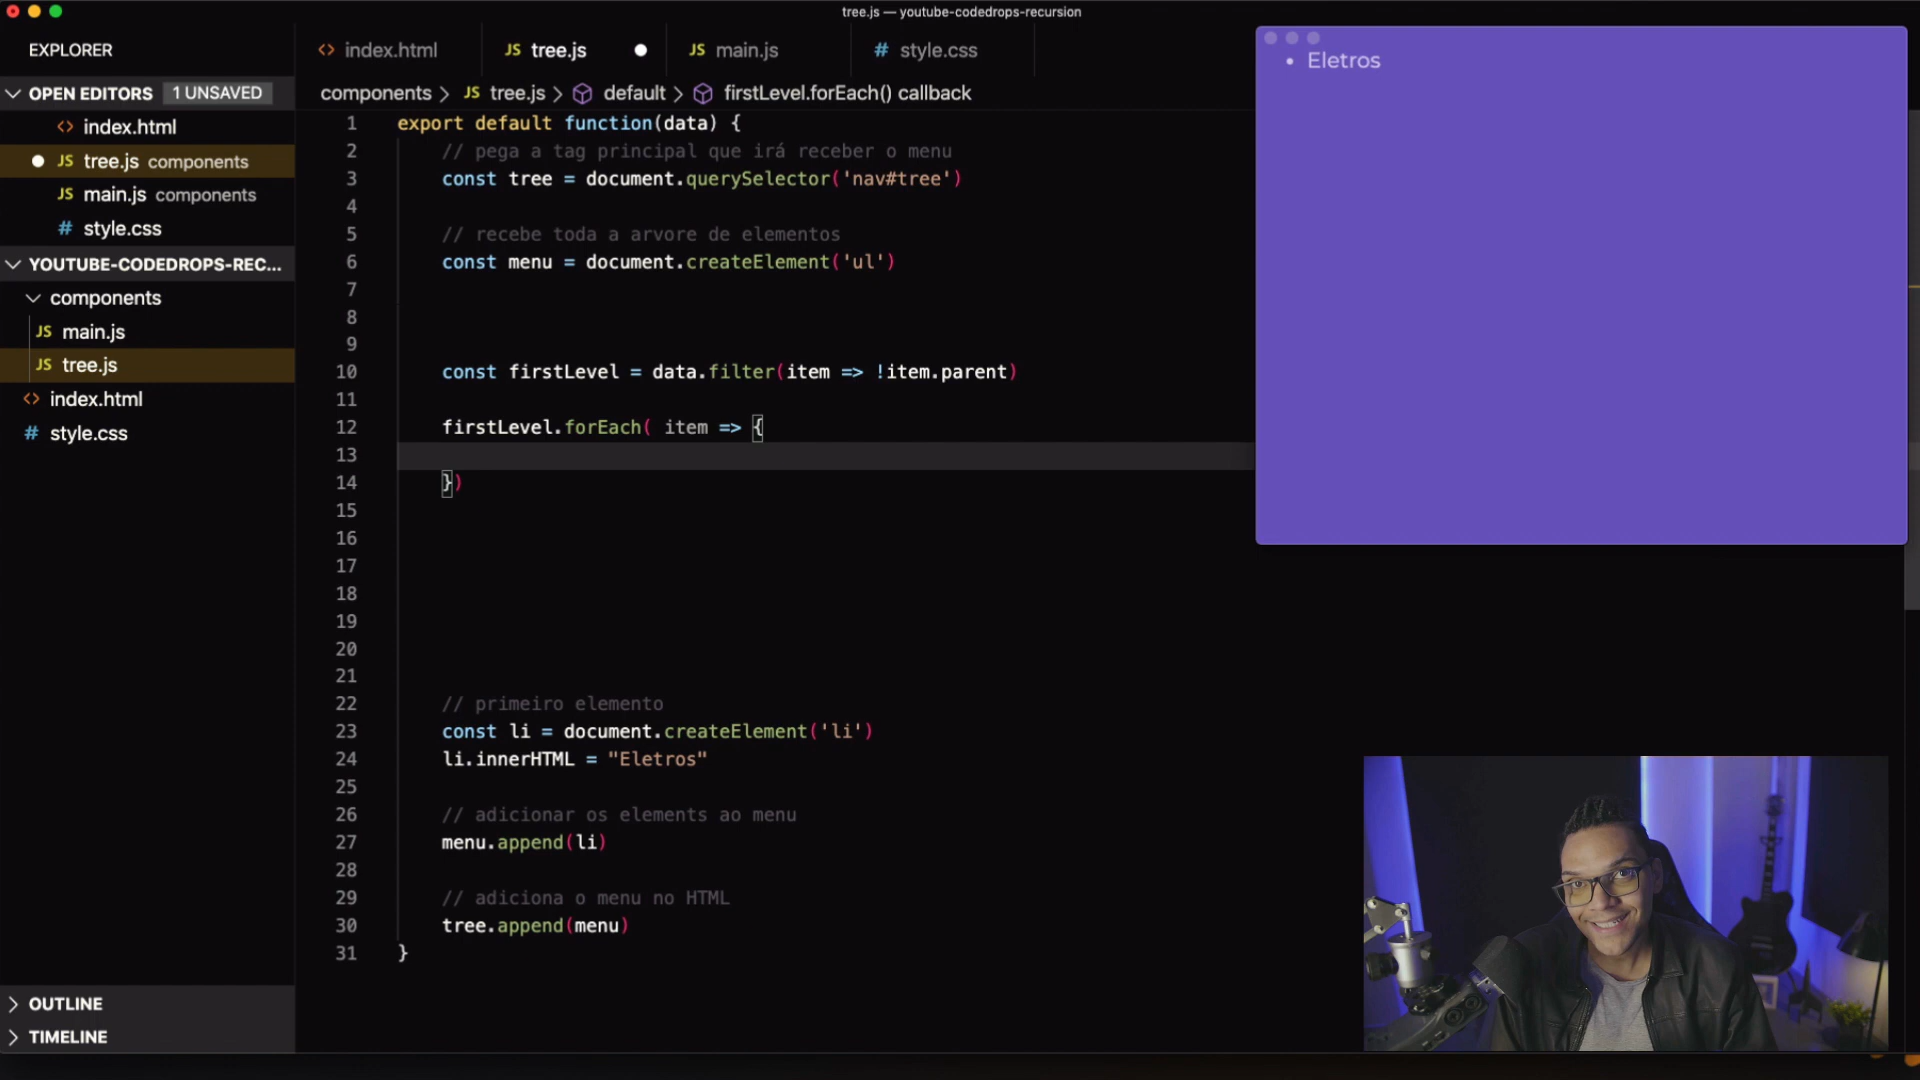 tree.js — youtube-codedrops-recursion
EXPLORER
OPEN EDITORS 1 UNSAVED
index.html
JS tree.js components
JS main.js components
# style.css
YOUTUBE-CODEDROPS-REC...
components
JS main.js
JS tree.js
index.html
# style.css
OUTLINE
TIMELINE
<> index.html
JS tree.js
JS main.js
# style.css
components > JS tree.js > default > firstLevel.forEach() callback
1 export default function(data) {
2 // pega a tag principal que irá receber o menu
3 const tree = document.querySelector('nav#tree')
4
5 // recebe toda a arvore de elementos
6 const menu = document.createElement('ul')
7
8
9
10 const firstLevel = data.filter(item => !item.parent)
11
12 firstLevel.forEach( item => {
13
14 })
15
16
17
18
19
20
21
22 // primeiro elemento
23 const li = document.createElement('li')
24 li.innerHTML = "Eletros"
25
26 // adicionar os elements ao menu
27 menu.append(li)
28
29 // adiciona o menu no HTML
30 tree.append(menu)
31 }
• Eletros